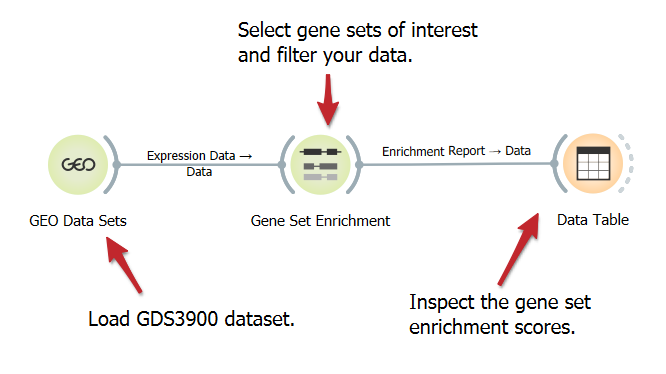 Select gene sets of interest
and filter your data.
Expression Data → Data
Enrichment Report → Data
GEO
GEO Data Sets
Gene Set Enrichment
Data Table
Load GDS3900 dataset.
Inspect the gene set
enrichment scores.